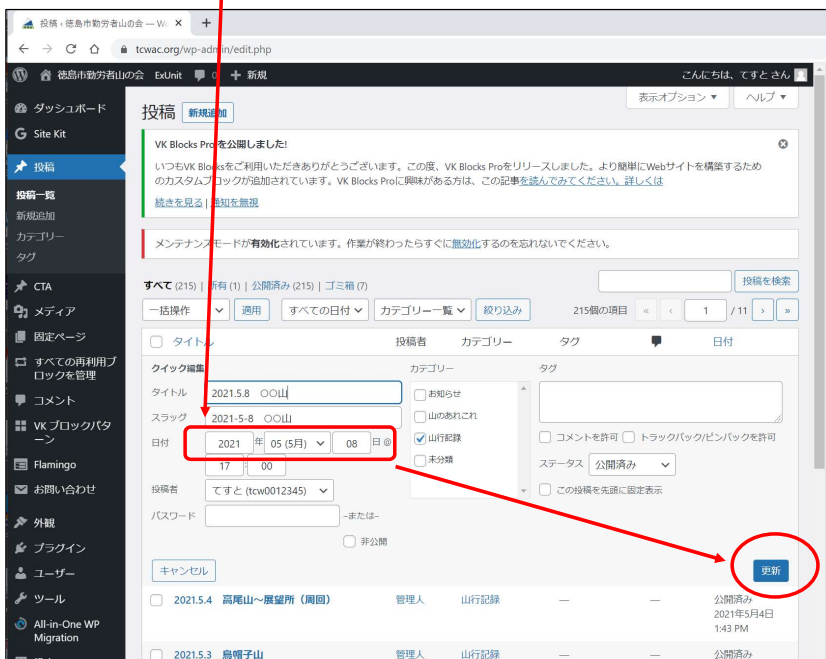 投稿 ‹ 徳島市勤労者山の会 — Wo
tcwac.org/wp-admin/edit.php
徳島市勤労者山の会 ExUnit 0 + 新規
こんにちは、てすと さん
ダッシュボード
Site Kit
投稿
投稿一覧
新規追加
カテゴリー
タグ
CTA
メディア
固定ページ
すべての再利用ブ
ロックを管理
コメント
VK ブロックパタ
ーン
Flamingo
お問い合わせ
外観
プラグイン
ユーザー
ツール
All-in-One WP
Migration
表示オプション ▼
ヘルプ ▼
投稿
新規追加
VK Blocks Pro を公開しました!
いつもVK Blocksをご利用いただきありがとうございます。この度、VK Blocks Proをリリースしました。より簡単にWebサイトを構築するため
のカスタムブロックが追加されています。VK Blocks Proに興味がある方は、この記事を読んでみてください。詳しくは
続きを見る | 通知を無視
メンテナンスモードが有効化されています。作業が終わったらすぐに無効化するのを忘れないでください。
すべて (215) | 所有 (1) | 公開済み (215) | ゴミ箱 (7)
投稿を検索
一括操作 適用 すべての日付 カテゴリー一覧 絞り込み 215個の項目 « ‹ 1 / 11 › »
タイトル 投稿者 カテゴリー タグ 日付
クイック編集
タイトル 2021.5.8 〇〇山
スラッグ 2021-5-8 〇〇山
日付 2021 年 05 (5月) 08 日 @
17 : 00
投稿者 てすと (tcw0012345)
パスワード –または–
非公開
カテゴリー
お知らせ
山のあれこれ
山行記録
未分類
タグ
コメントを許可 トラックバック/ピンバックを許可
ステータス 公開済み
この投稿を先頭に固定表示
キャンセル 更新
2021.5.4 高尾山～展望所（周回） 管理人 山行記録 — — 公開済み
2021年5月4日
1:43 PM
2021.5.3 烏帽子山 管理人 山行記録 — — 公開済み